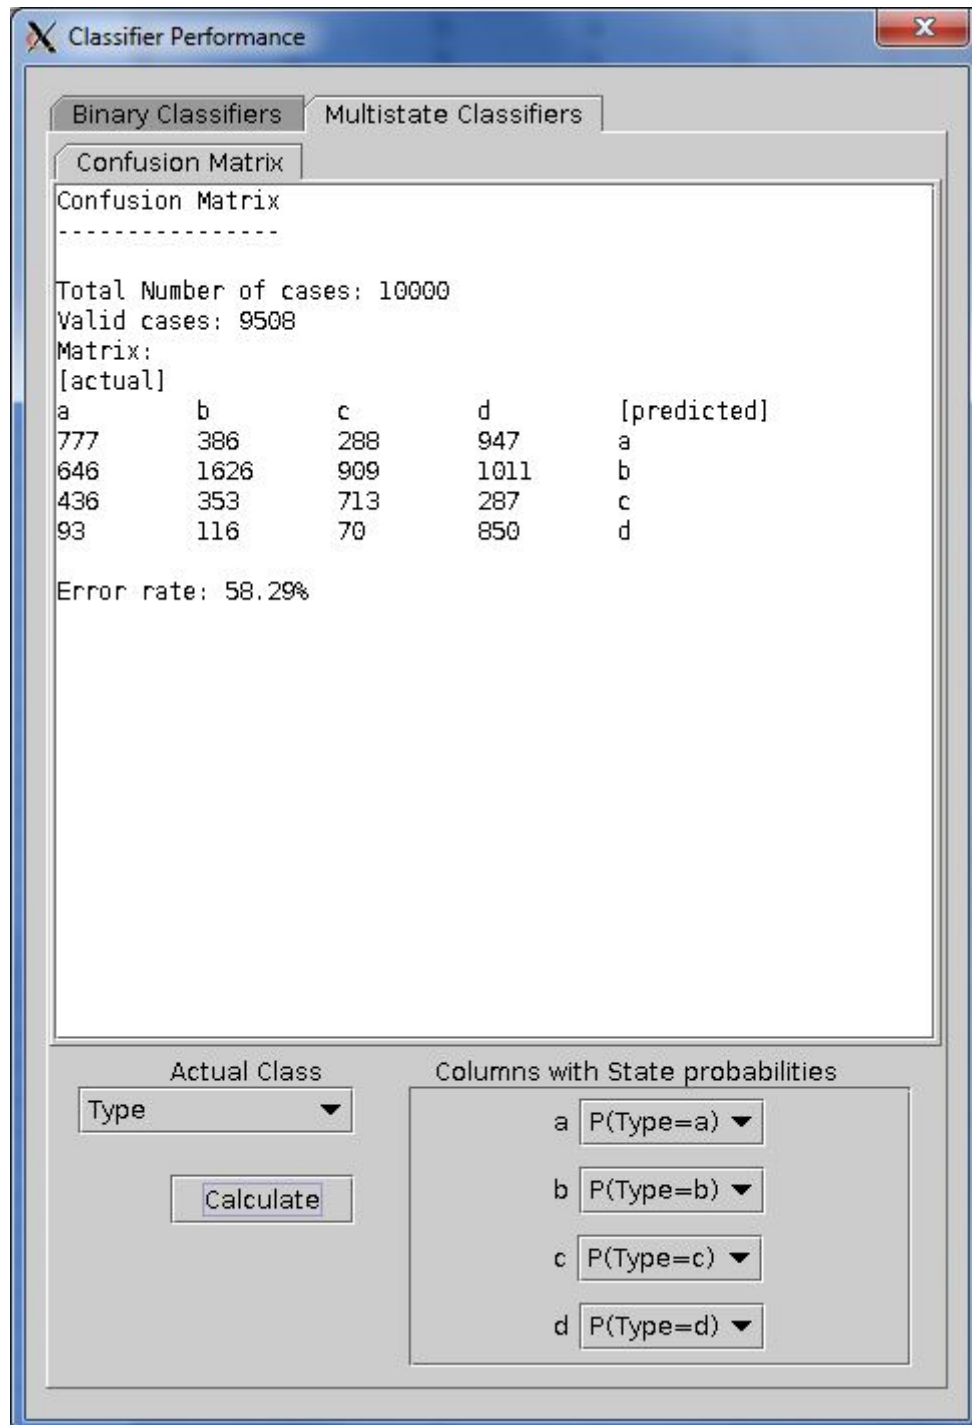 Classifier Performance
x
Binary Classifiers Multistate Classifiers
Confusion Matrix
Confusion Matrix
----------------
Total Number of cases: 10000
Valid cases: 9508
Matrix:
[actual]
a b c d [predicted]
777 386 288 947 a
646 1626 909 1011 b
436 353 713 287 c
93 116 70 850 d
Error rate: 58.29%
Actual Class Columns with State probabilities
Type
a P(Type=a)
b P(Type=b)
Calculate
c P(Type=c)
d P(Type=d)